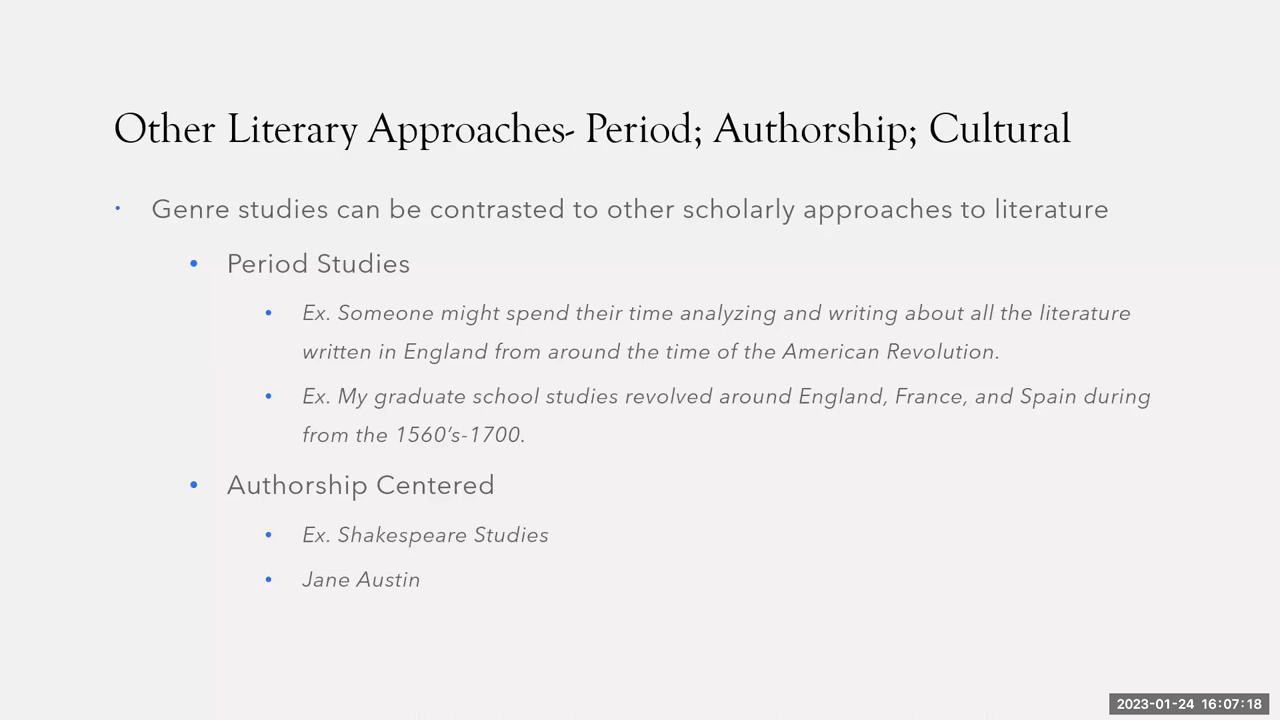 Other Literary Approaches- Period; Authorship; Cultural
• Genre studies can be contrasted to other scholarly approaches to literature
• Period Studies
• Ex. Someone might spend their time analyzing and writing about all the literature
written in England from around the time of the American Revolution.
• Ex. My graduate school studies revolved around England, France, and Spain during
from the 1560’s-1700.
• Authorship Centered
• Ex. Shakespeare Studies
• Jane Austin
2023-01-24 16:07:18